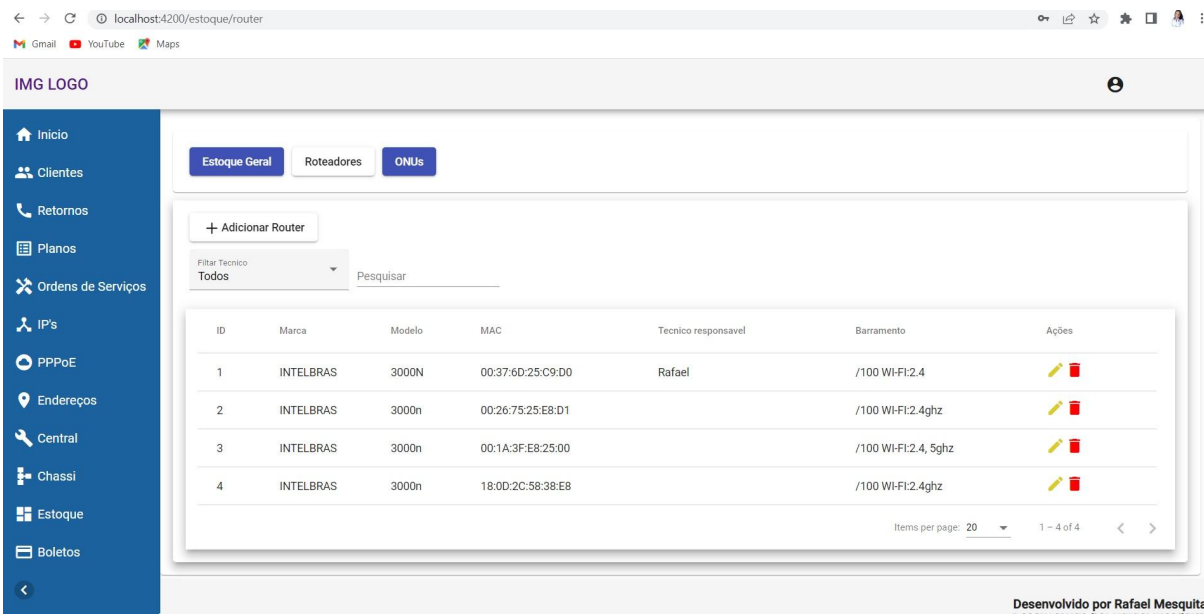 localhost:4200/estoque/router
Gmail YouTube Maps
IMG LOGO
Inicio
Clientes
Retornos
Planos
Ordens de Serviços
IP's
PPPoE
Endereços
Central
Chassi
Estoque
Boletos
Estoque Geral Roteadores ONUs
Adicionar Router
Filtar Tecnico
Todos Pesquisar
ID Marca Modelo MAC Tecnico responsavel Barramento Ações
1 INTELBRAS 3000N 00:37:6D:25:C9:D0 Rafael /100 WI-FI:2.4
2 INTELBRAS 3000n 00:26:75:25:E8:D1 /100 WI-FI:2.4ghz
3 INTELBRAS 3000n 00:1A:3F:E8:25:00 /100 WI-FI:2.4, 5ghz
4 INTELBRAS 3000n 18:0D:2C:58:38:E8 /100 WI-FI:2.4ghz
Items per page: 20 1 – 4 of 4
Desenvolvido por Rafael Mesquita